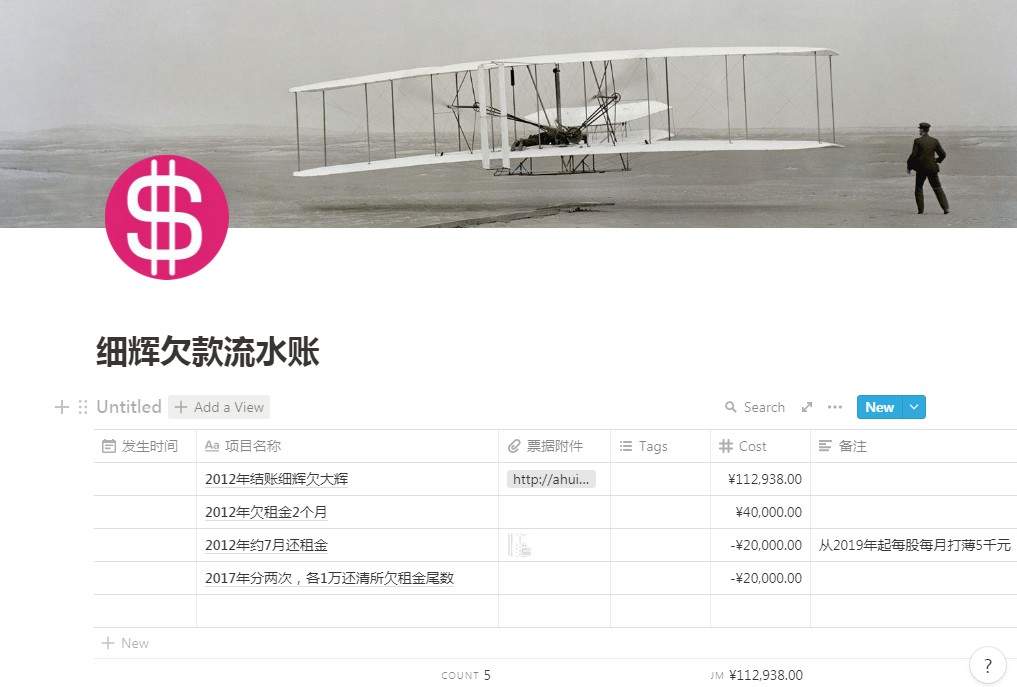 细辉欠款流水账
Untitled Add a View Search New
发生时间 Aa 项目名称 票据附件 Tags Cost 备注
2012年结账细辉欠大辉 http://ahui... ¥112,938.00
2012年欠租金2个月 ¥40,000.00
2012年约7月还租金 -¥20,000.00 从2019年起每股每月打薄5千元
2017年分两次，各1万还清所欠租金尾数 -¥20,000.00
New
COUNT 5 UM ¥112,938.00
?